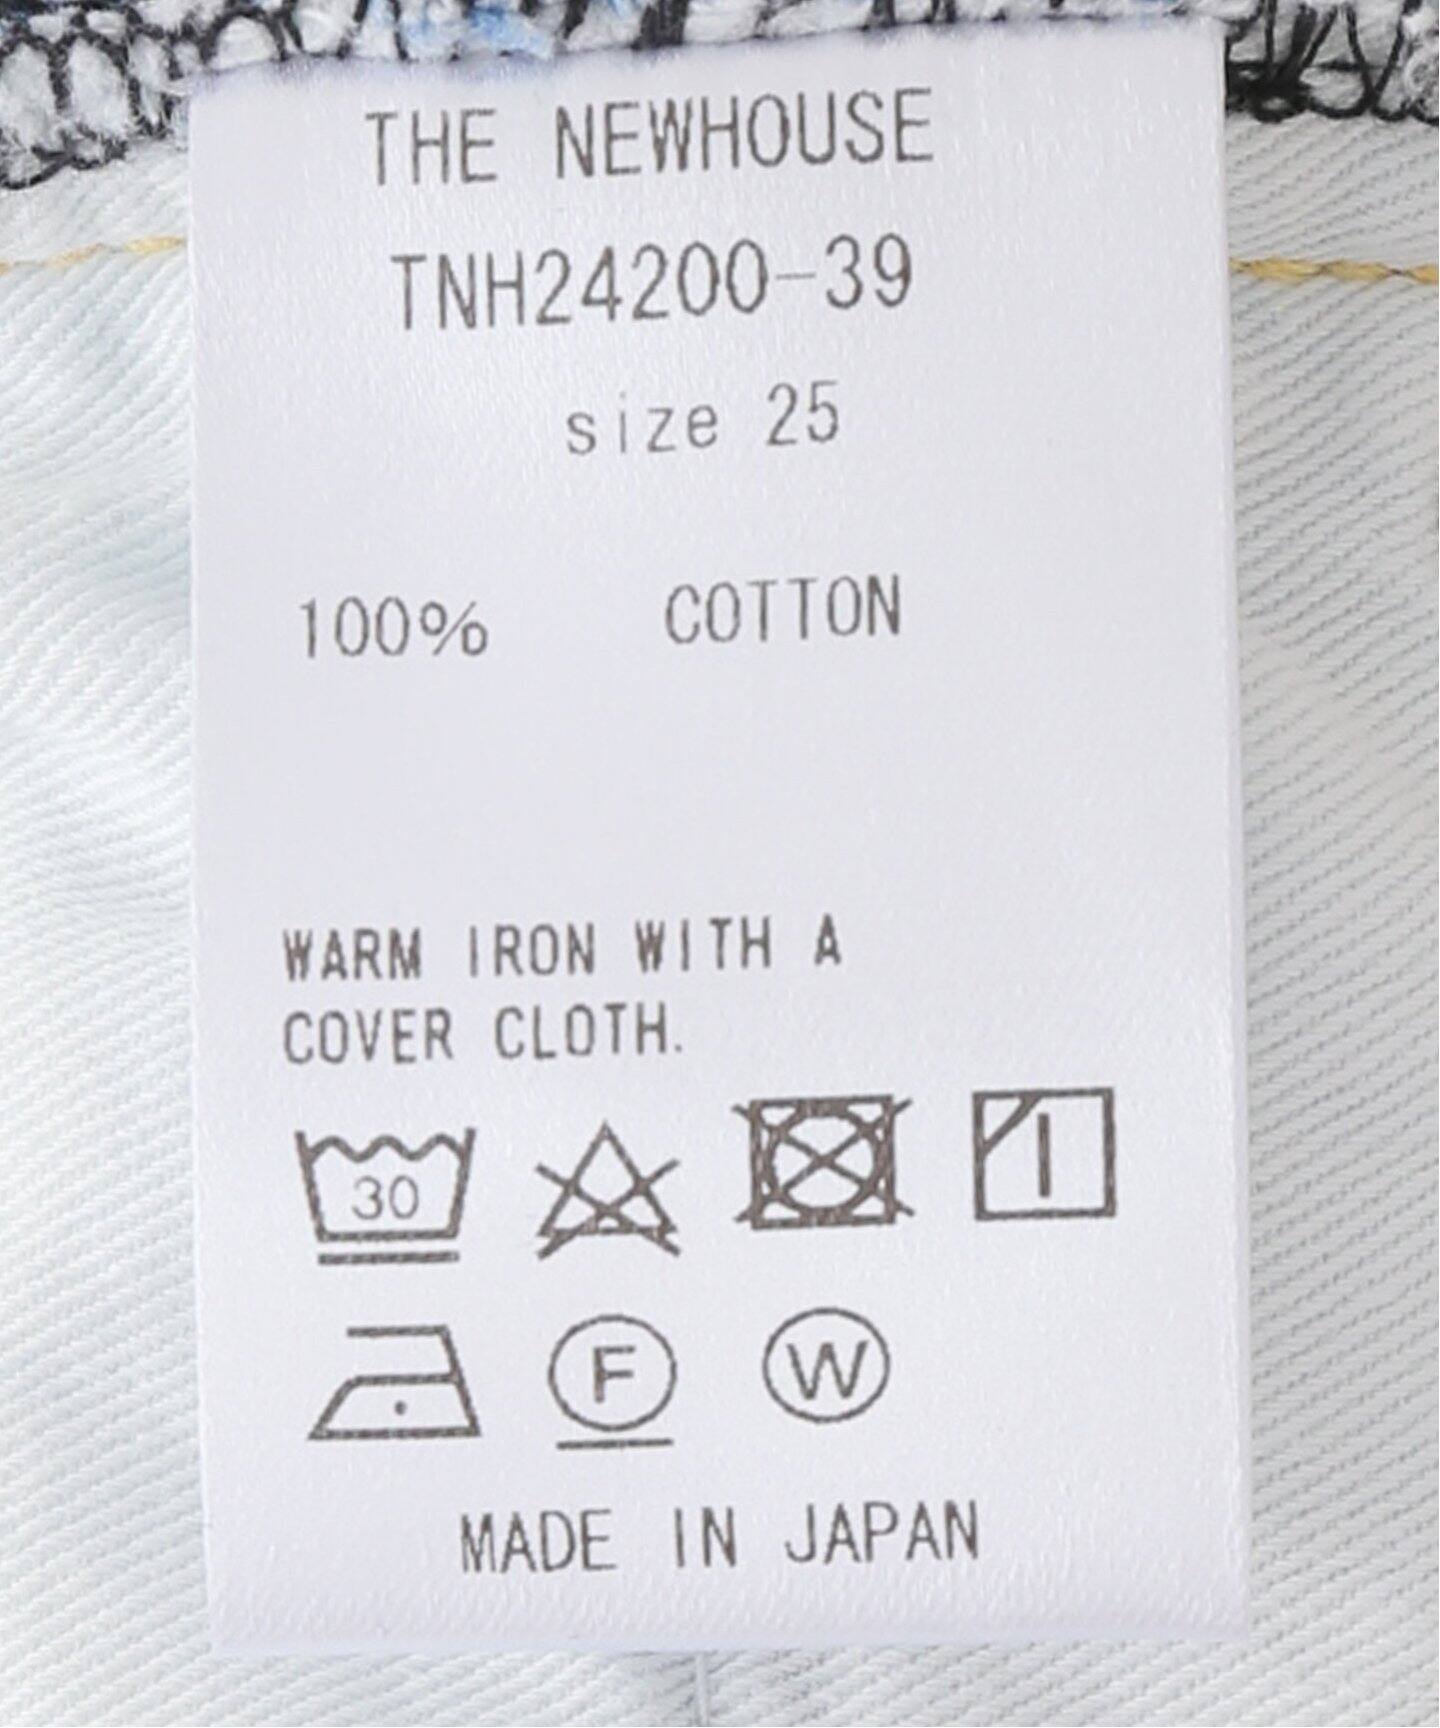 THE NEWHOUSE
TNH24200-39
size 25
100% COTTON
WARM IRON WITH A
COVER CLOTH.
30
F W
MADE IN JAPAN